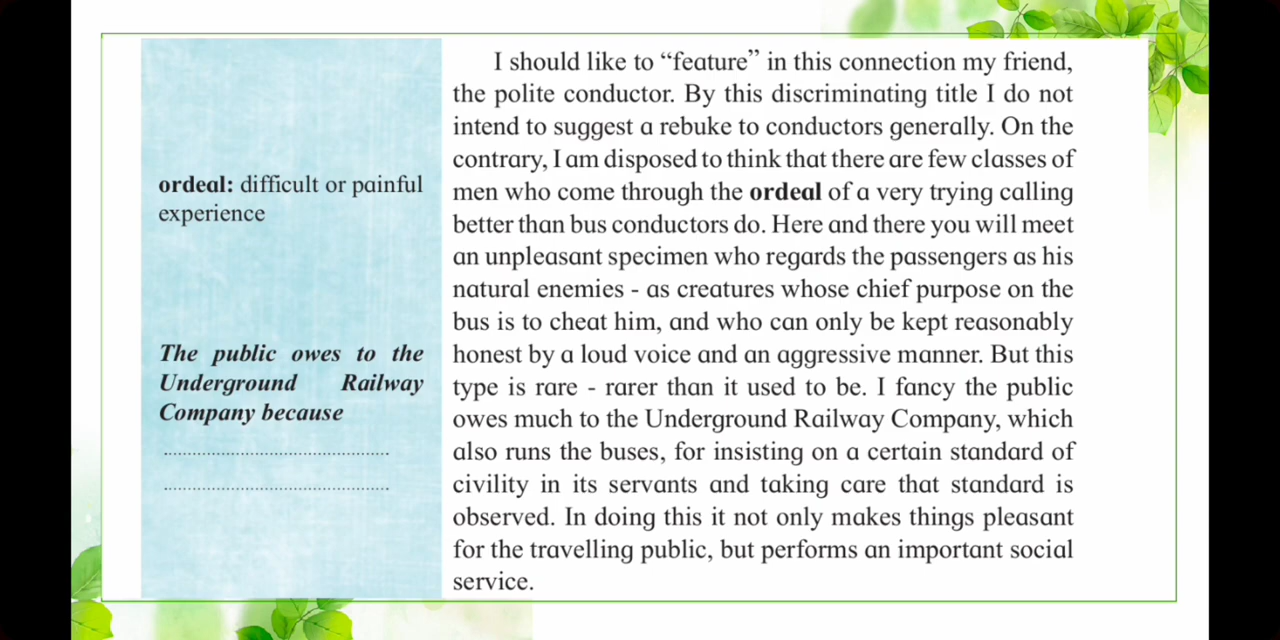 ordeal: difficult or painful
experience
The public owes to the
Underground Railway
Company because
................................................
................................................
I should like to “feature” in this connection my friend,
the polite conductor. By this discriminating title I do not
intend to suggest a rebuke to conductors generally. On the
contrary, I am disposed to think that there are few classes of
men who come through the ordeal of a very trying calling
better than bus conductors do. Here and there you will meet
an unpleasant specimen who regards the passengers as his
natural enemies - as creatures whose chief purpose on the
bus is to cheat him, and who can only be kept reasonably
honest by a loud voice and an aggressive manner. But this
type is rare - rarer than it used to be. I fancy the public
owes much to the Underground Railway Company, which
also runs the buses, for insisting on a certain standard of
civility in its servants and taking care that standard is
observed. In doing this it not only makes things pleasant
for the travelling public, but performs an important social
service.